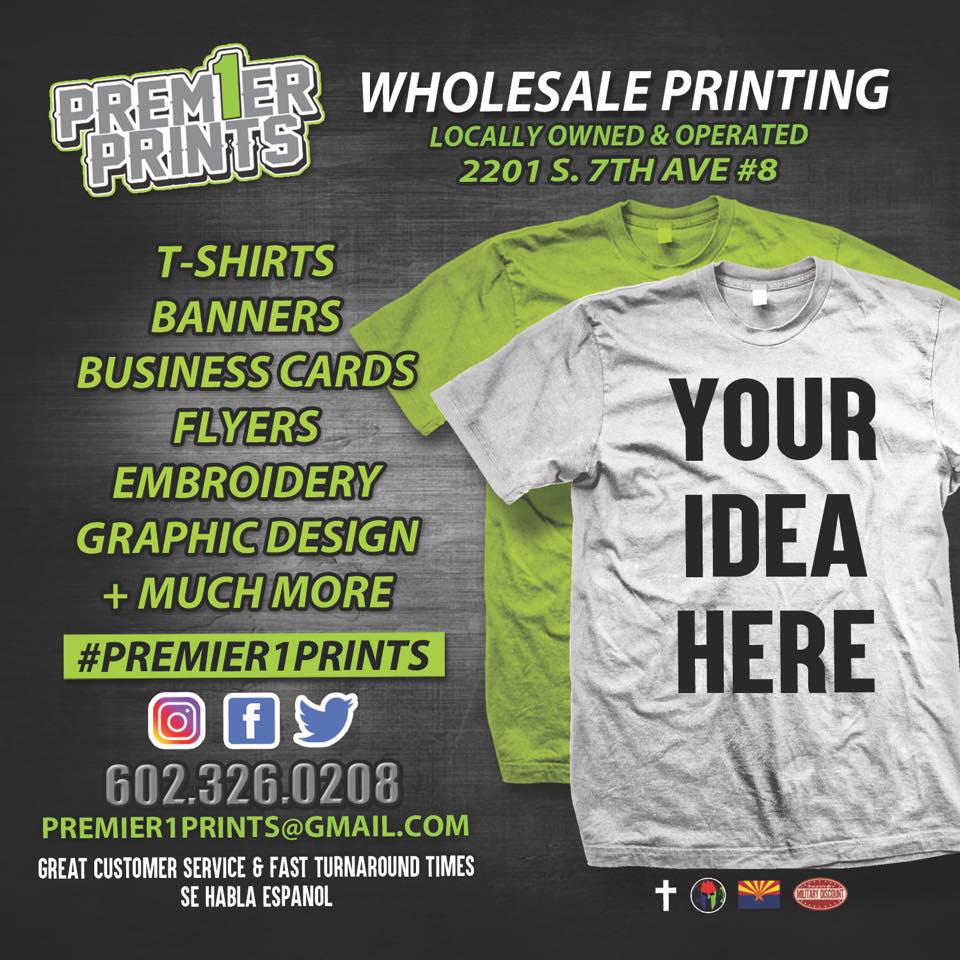 PREM1ER
PRINTS
WHOLESALE PRINTING
LOCALLY OWNED & OPERATED
2201 S. 7TH AVE #8
T-SHIRTS
BANNERS
BUSINESS CARDS
FLYERS
EMBROIDERY
GRAPHIC DESIGN
+ MUCH MORE
#PREMIER1PRINTS
602.326.0208
PREMIER1PRINTS@GMAIL.COM
GREAT CUSTOMER SERVICE & FAST TURNAROUND TIMES
SE HABLA ESPANOL
YOUR
IDEA
HERE
MILITARY DISCOUNT